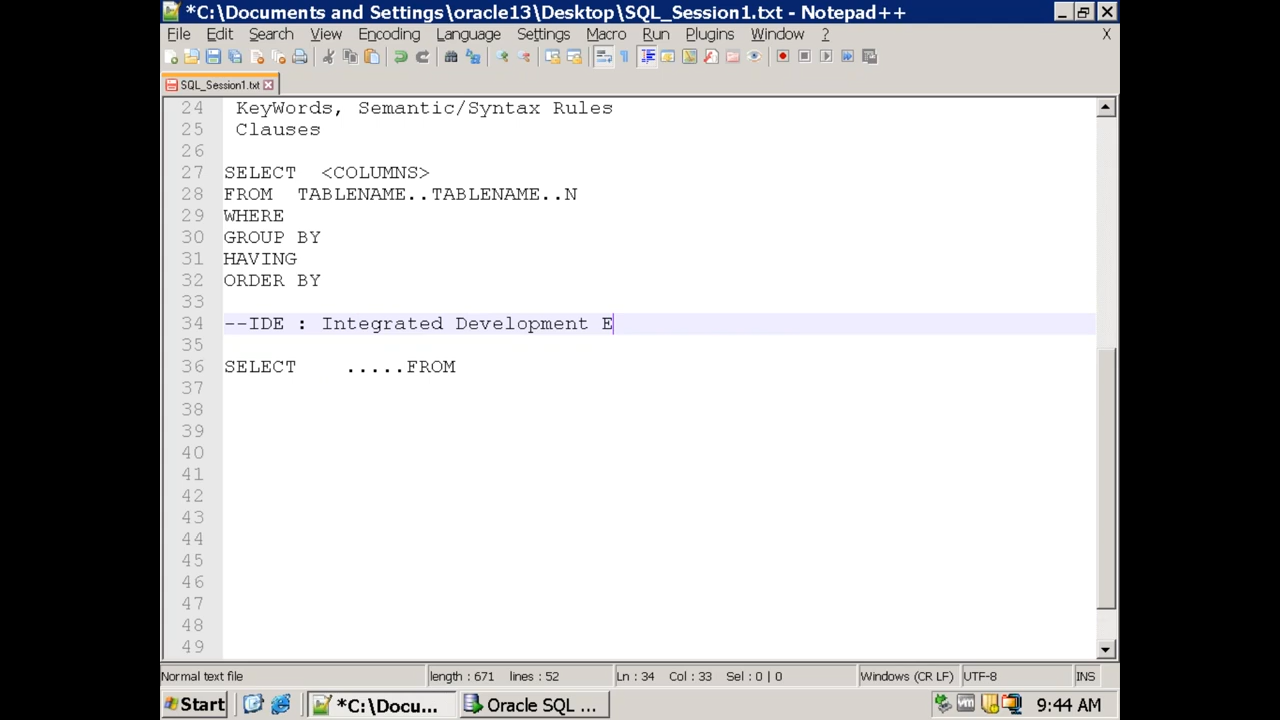 *C:\Documents and Settings\oracle13\Desktop\SQL_Session1.txt - Notepad++
File Edit Search View Encoding Language Settings Macro Run Plugins Window ? X
SQL_Session1.txt
24 KeyWords, Semantic/Syntax Rules
25 Clauses
26
27 SELECT <COLUMNS>
28 FROM TABLENAME..TABLENAME..N
29 WHERE
30 GROUP BY
31 HAVING
32 ORDER BY
33
34 --IDE : Integrated Development E
35
36 SELECT .....FROM
37
38
39
40
41
42
43
44
45
46
47
48
49
Normal text file length : 671 lines : 52 Ln : 34 Col : 33 Sel : 0 | 0 Windows (CR LF) UTF-8 INS
Start *C:\Docu... Oracle SQL ... 9:44 AM